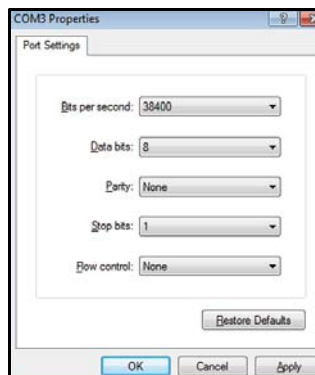 COM3 Properties
Port Settings
Bits per second: 38400
Data bits: 8
Parity: None
Stop bits: 1
Flow control: None
Restore Defaults
OK Cancel Apply